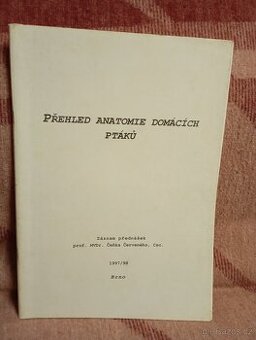 PŘEHLED ANATOMIE DOMÁCÍCH
PTÁKŮ
Záznam přednášek
prof. MVDr. Čeňka Červeného, Csc.
1997/98
Brno